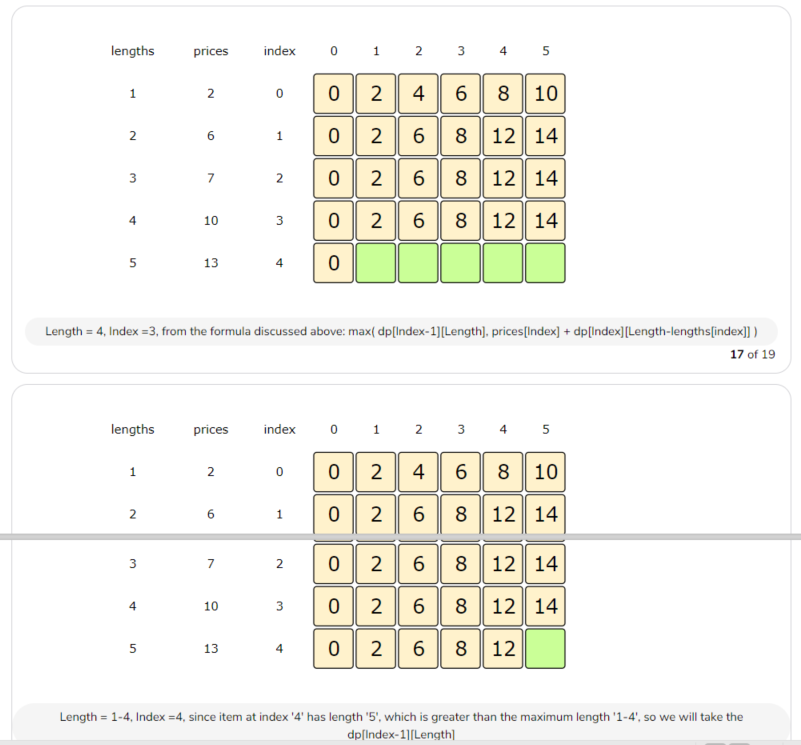 lengths prices index 0 1 2 3 4 5
1 2 0 0 2 4 6 8 10
2 6 1 0 2 6 8 12 14
3 7 2 0 2 6 8 12 14
4 10 3 0 2 6 8 12 14
5 13 4 0
Length = 4, Index =3, from the formula discussed above: max( dp[Index-1][Length], prices[Index] + dp[Index][Length-lengths[index]] )
17 of 19
lengths prices index 0 1 2 3 4 5
1 2 0 0 2 4 6 8 10
2 6 1 0 2 6 8 12 14
3 7 2 0 2 6 8 12 14
4 10 3 0 2 6 8 12 14
5 13 4 0 2 6 8 12
Length = 1-4, Index =4, since item at index '4' has length '5', which is greater than the maximum length '1-4', so we will take the
dp[Index-1][Length]